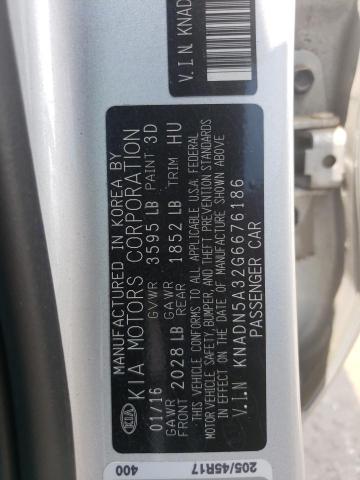 MANUFACTURED IN KOREA BY
KIA KIA MOTORS CORPORATION
01/16 GVWR 3595 LB PAINT 3D
GAWR FRONT 2028 LB GAWR REAR 1852 LB TRIM HU
THIS VEHICLE CONFORMS TO ALL APPLICABLE U.S.A. FEDERAL
MOTOR VEHICLE SAFETY, BUMPER, AND THEFT PREVENTION STANDARDS
IN EFFECT ON THE DATE OF MANUFACTURE SHOWN ABOVE
V.I.N KNADN5A32G6676186
PASSENGER CAR
V.I.N. KNAD
205/45R17
400